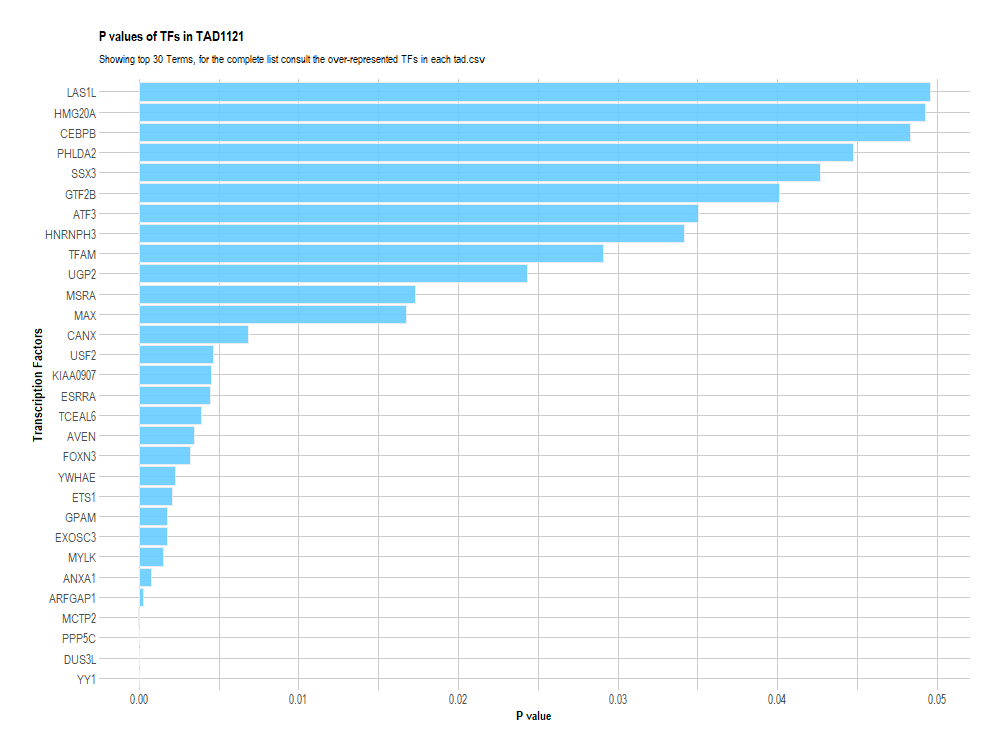 P values of TFs in TAD1121
Showing top 30 Terms, for the complete list consult the over-represented TFs in each tad.csv
Transcription Factors
LAS1L
HMG20A
CEBPB
PHLDA2
SSX3
GTF2B
ATF3
HNRNPH3
TFAM
UGP2
MSRA
MAX
CANX
USF2
KIAA0907
ESRRA
TCEAL6
AVEN
FOXN3
YWHAE
ETS1
GPAM
EXOSC3
MYLK
ANXA1
ARFGAP1
MCTP2
PPP5C
DUS3L
YY1
0.00 0.01 0.02 0.03 0.04 0.05
P value